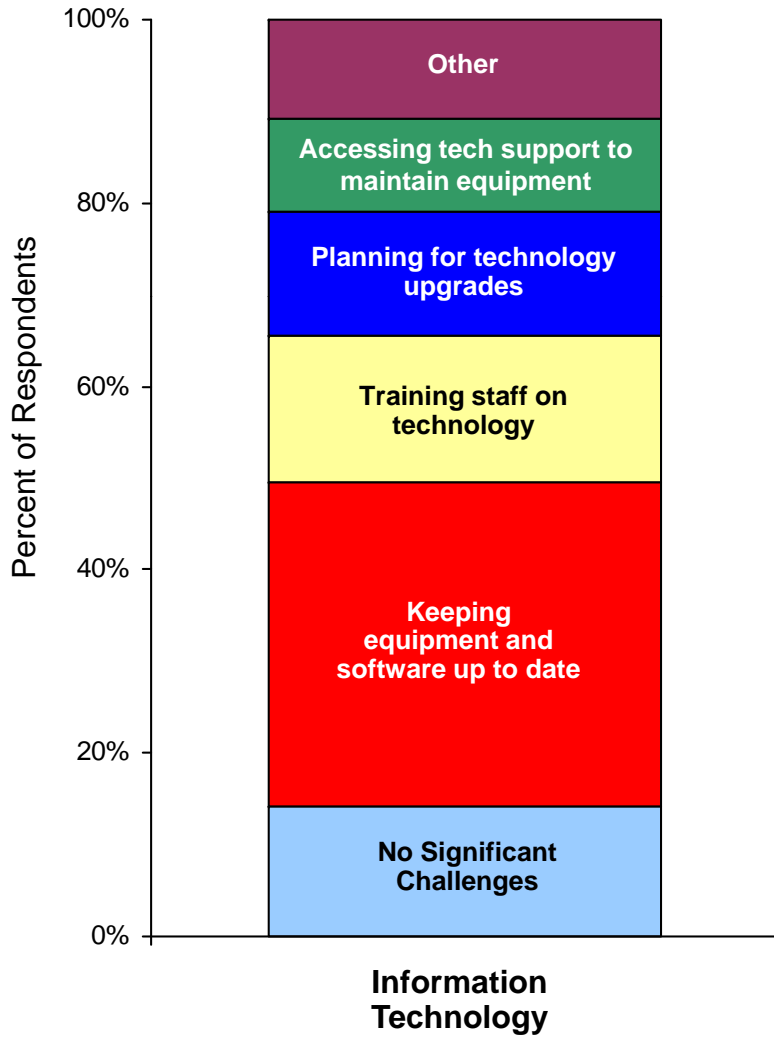 100%
Other
Accessing tech support to
maintain equipment
80%
Planning for technology
upgrades
Percent of Respondents
60%
Training staff on
technology
40%
Keeping
equipment and
software up to date
20%
No Significant
Challenges
0%
Information
Technology